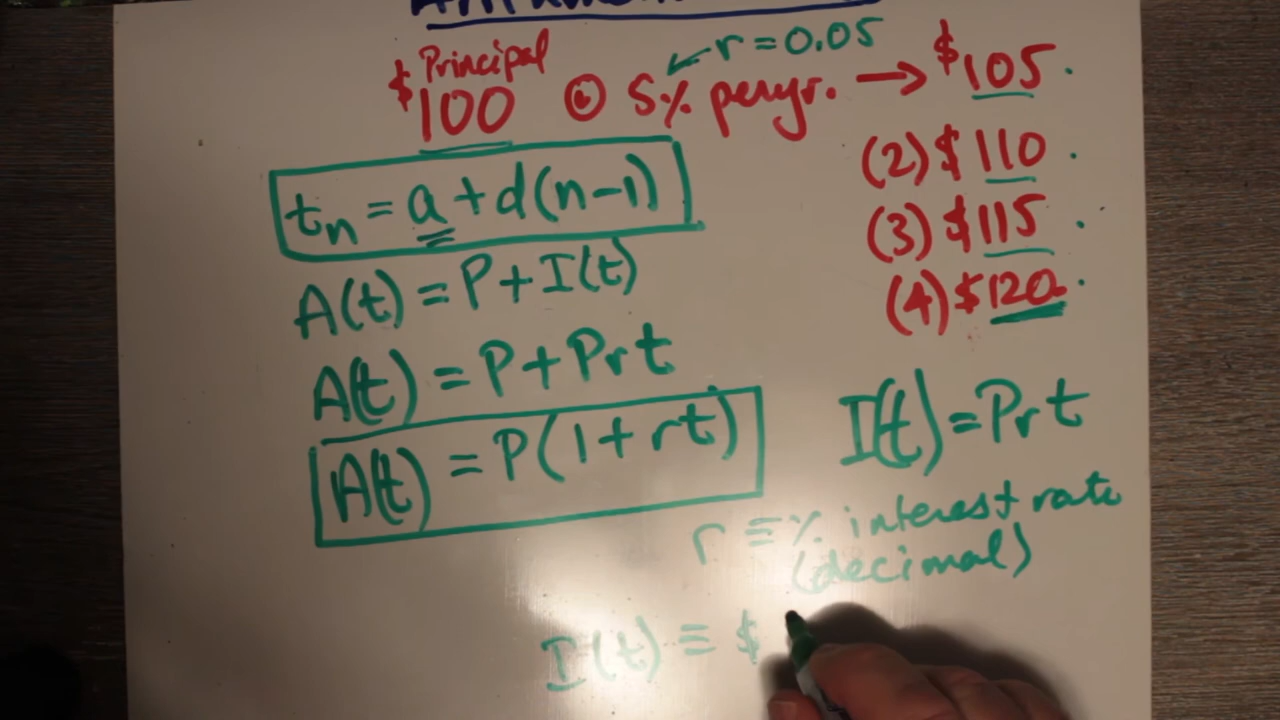 Principal
$100 @ 5% per yr. → $105.
r = 0.05
(2) $110.
(3) $115.
(4) $120.
tn = a + d(n-1)
A(t) = P + I(t)
A(t) = P + Prt
A(t) = P(1 + rt)
I(t) = Prt
r ≡ % interest rate
(decimal)
I(t) ≡ $